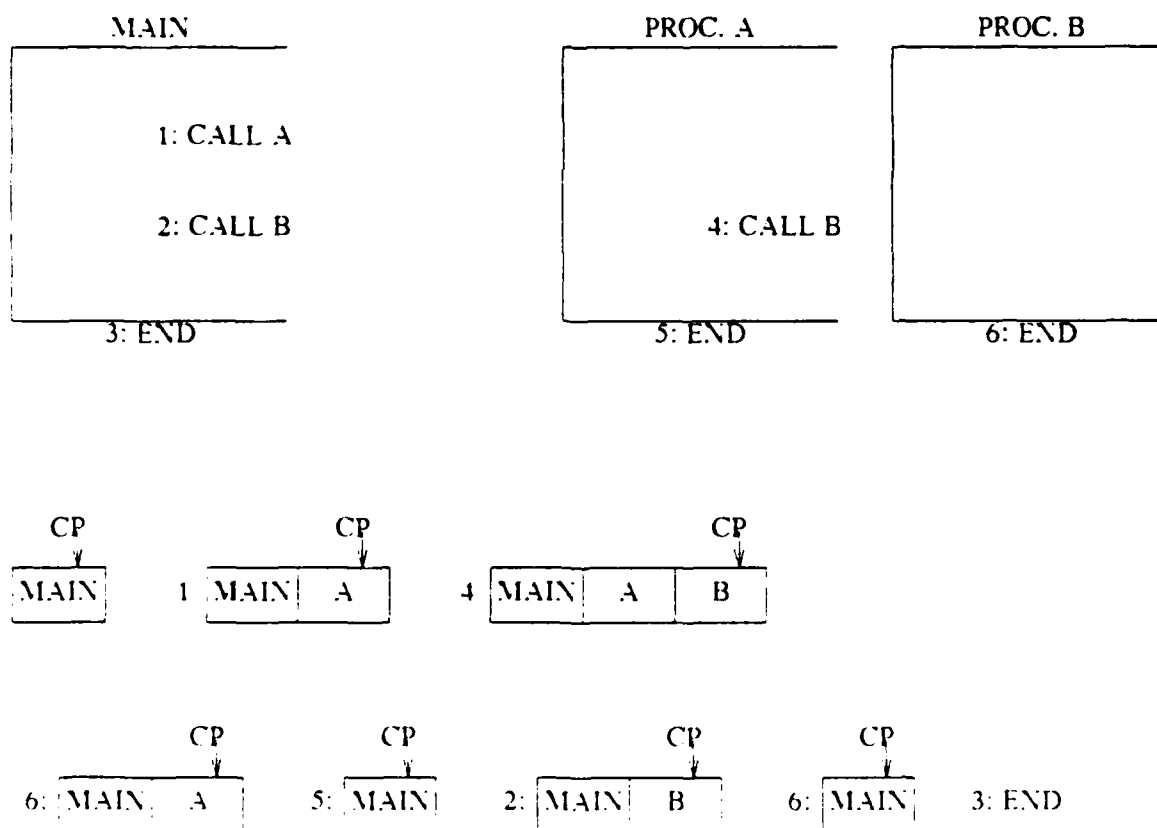 MAIN PROC. A PROC. B
1: CALL A
2: CALL B 4: CALL B
3: END 5: END 6: END
CP CP CP
MAIN 1 MAIN A 4 MAIN A B
CP CP CP CP
6: MAIN A 5: MAIN 2: MAIN B 6: MAIN 3: END